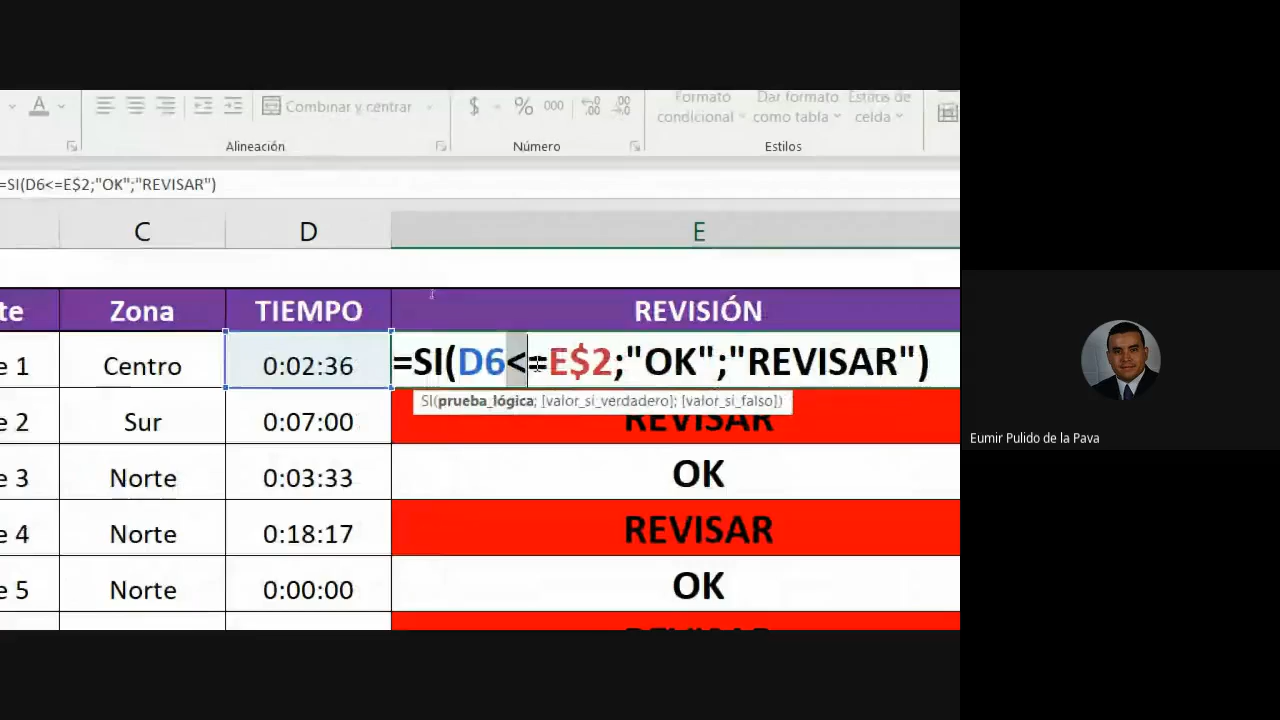 A
Combinar y centrar
$ % 000
Formato condicional
Dar formato como tabla
Estilos de celda
Alineación
Número
Estilos
=SI(D6<=E$2;"OK";"REVISAR")
C D E
te Zona TIEMPO REVISIÓN
e 1 Centro 0:02:36 =SI(D6<=E$2;"OK";"REVISAR")
SI(prueba_lógica; [valor_si_verdadero]; [valor_si_falso])
e 2 Sur 0:07:00 REVISAR
e 3 Norte 0:03:33 OK
e 4 Norte 0:18:17 REVISAR
e 5 Norte 0:00:00 OK
REVISAR
Eumir Pulido de la Pava